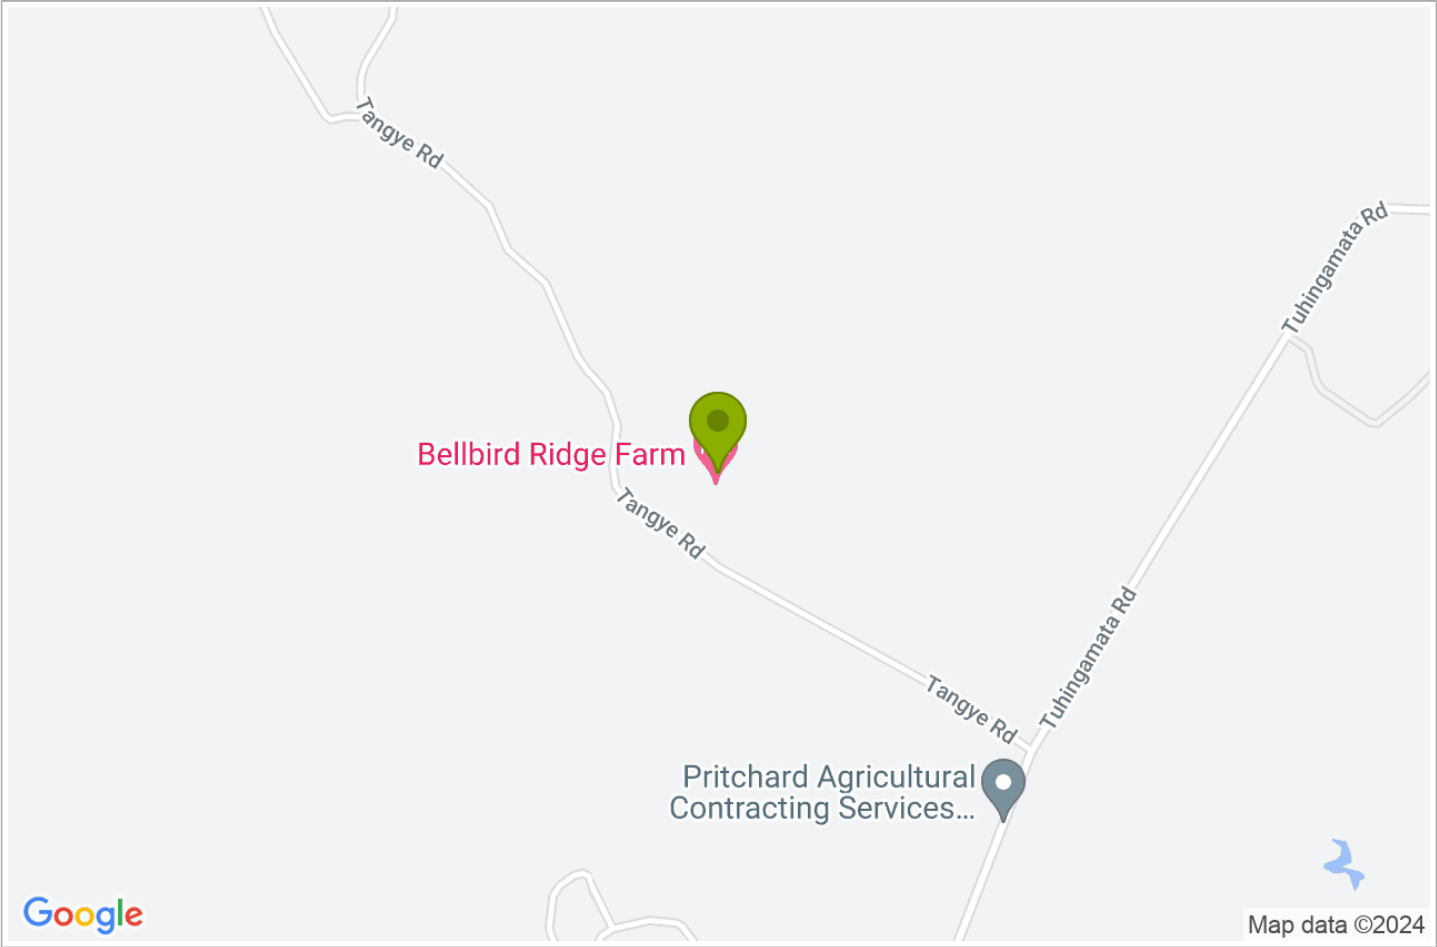 Tangye Rd
Tuhingamata Rd
Bellbird Ridge Farm
Tangye Rd
Tuhingamata Rd
Tangye Rd
Pritchard Agricultural
Contracting Services...
Google
Map data ©2024